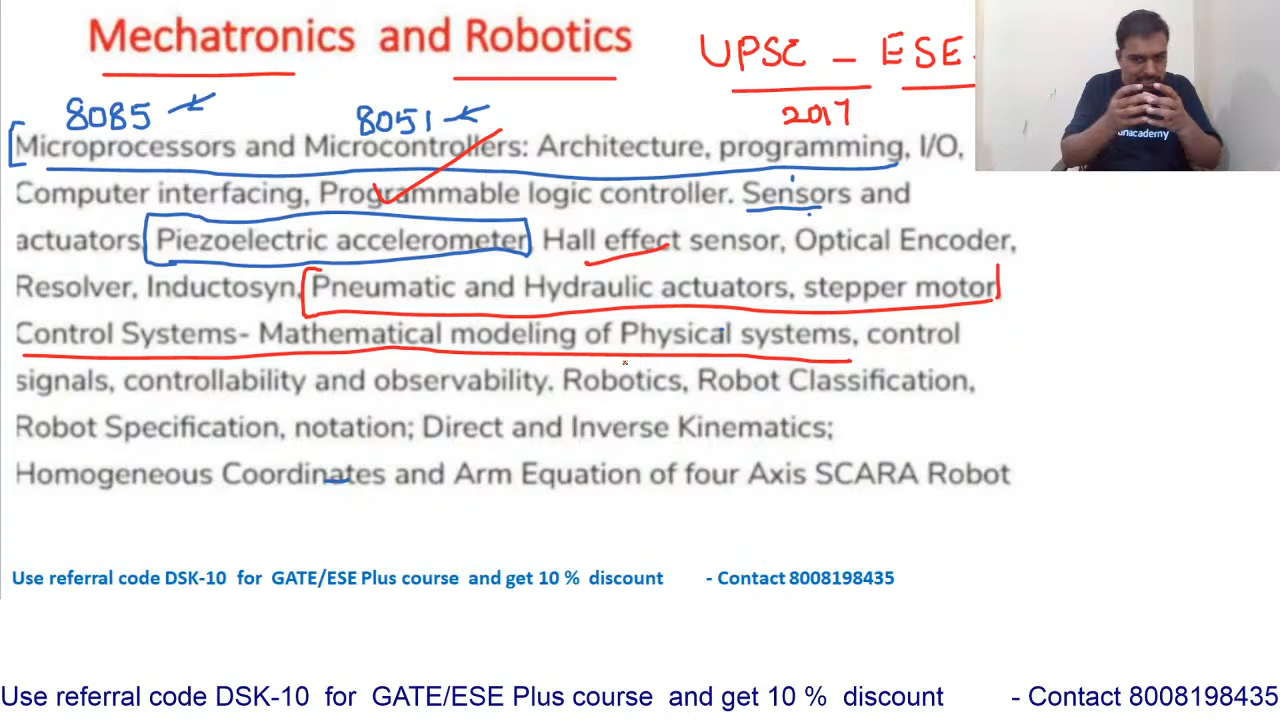 Mechatronics and Robotics
UPSC - ESE
2017
8085
8051
Microprocessors and Microcontrollers: Architecture, programming, I/O,
Computer interfacing, Programmable logic controller. Sensors and
actuators, Piezoelectric accelerometer Hall effect sensor, Optical Encoder,
Resolver, Inductosyn, Pneumatic and Hydraulic actuators, stepper motor
Control Systems- Mathematical modeling of Physical systems, control
signals, controllability and observability. Robotics, Robot Classification,
Robot Specification, notation; Direct and Inverse Kinematics;
Homogeneous Coordinates and Arm Equation of four Axis SCARA Robot
unacademy
Use referral code DSK-10 for GATE/ESE Plus course and get 10 % discount - Contact 8008198435
Use referral code DSK-10 for GATE/ESE Plus course and get 10 % discount - Contact 8008198435